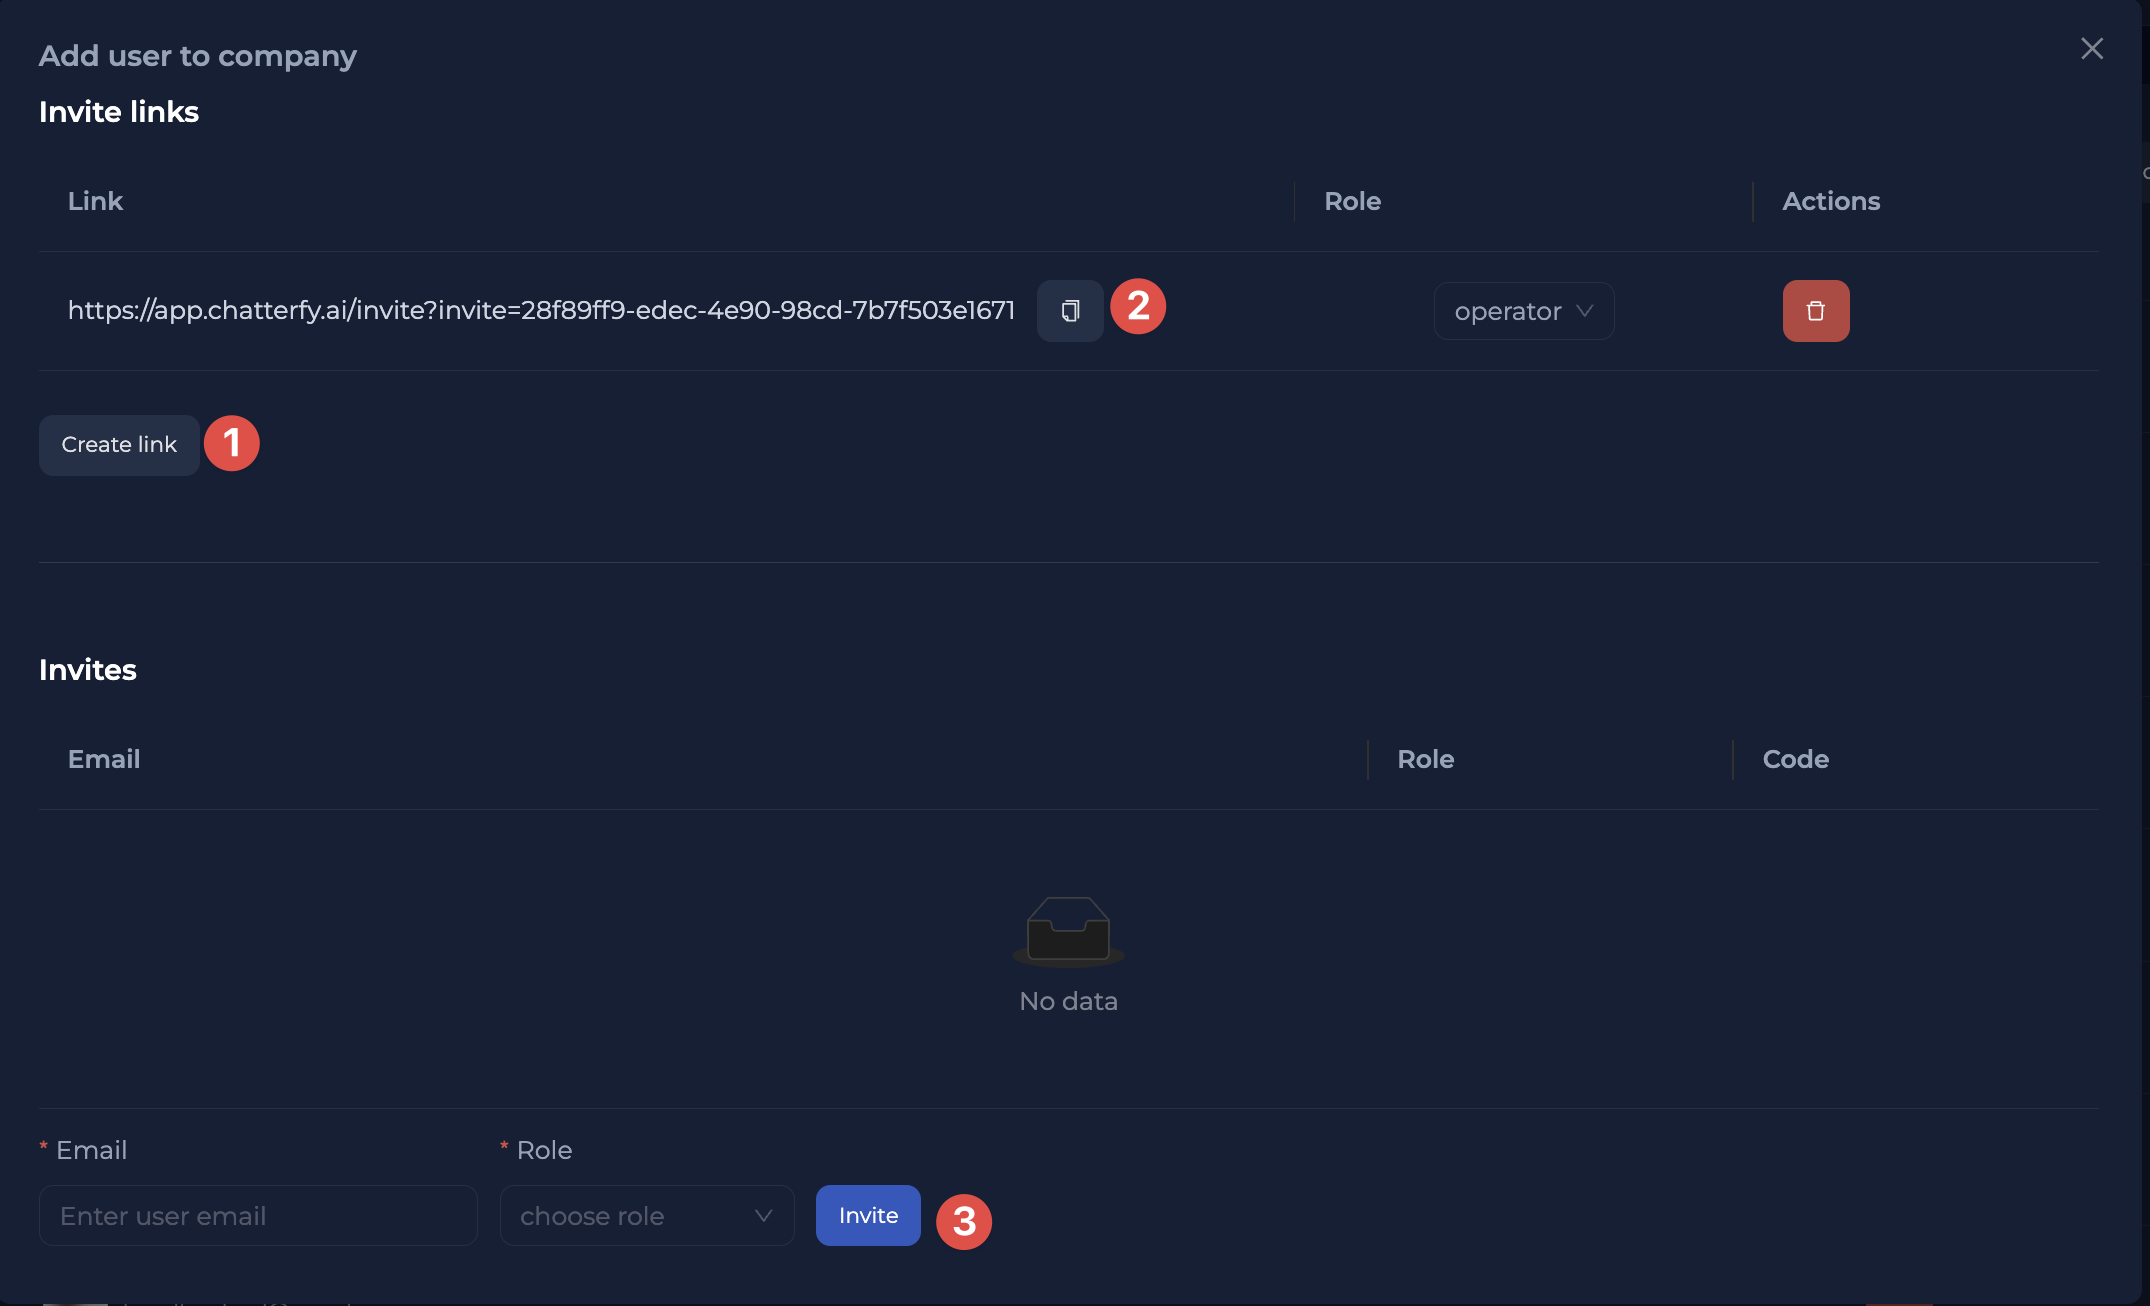 Add user to company
Invite links
Link Role Actions
https://app.chatterfy.ai/invite?invite=28f89ff9-edec-4e90-98cd-7b7f503e1671 2 operator
Create link 1
Invites
Email Role Code
No data
* Email * Role
Enter user email choose role Invite 3